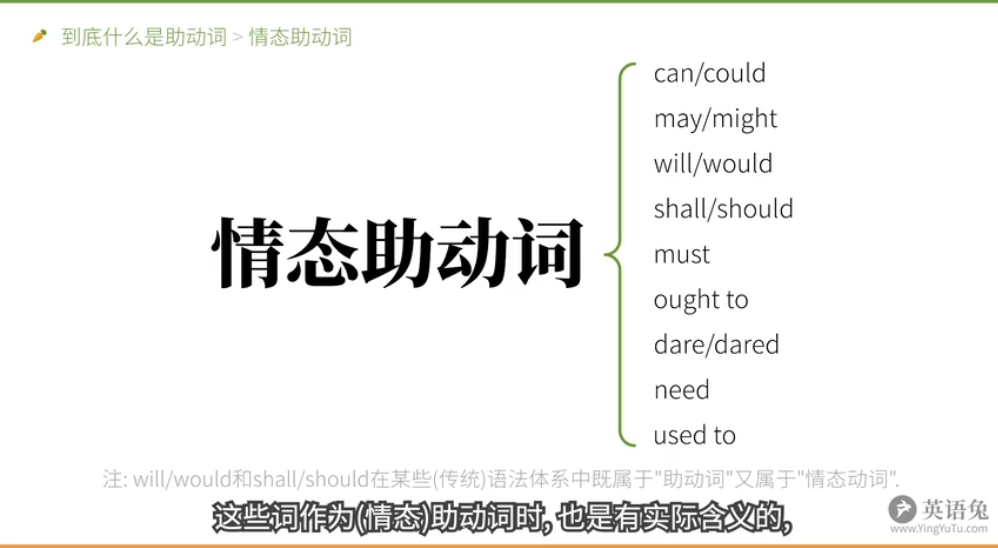 到底什么是助动词 > 情态助动词
情态助动词
can/could
may/might
will/would
shall/should
must
ought to
dare/dared
need
used to
注: will/would和shall/should在某些(传统)语法体系中既属于"助动词"又属于"情态动词".
这些词作为(情态)助动词时, 也是有实际含义的,
英语兔
www.YingYuTu.com